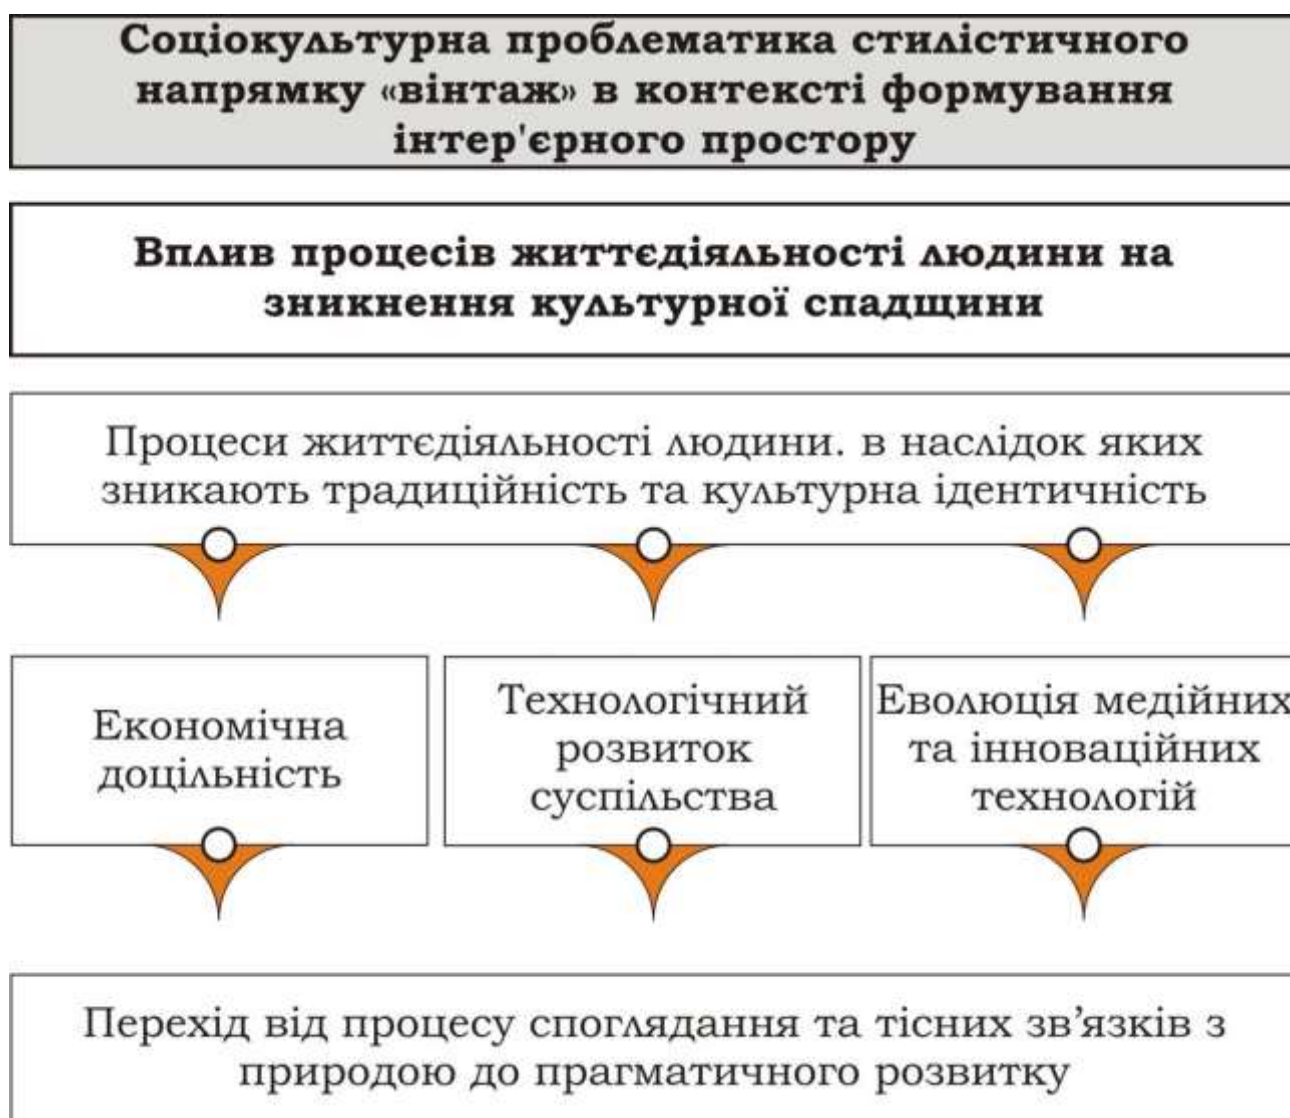 Соціокультурна проблематика стилістичного
напрямку «вінтаж» в контексті формування
інтер'єрного простору
Вплив процесів життєдіяльності людини на
зникнення культурної спадщини
Процеси життєдіяльності людини. в наслідок яких
зникають традиційність та культурна ідентичність
Економічна
доцільність
Технологічний
розвиток
суспільства
Еволюція медійних
та інноваційних
технологій
Перехід від процесу споглядання та тісних зв’язків з
природою до прагматичного розвитку